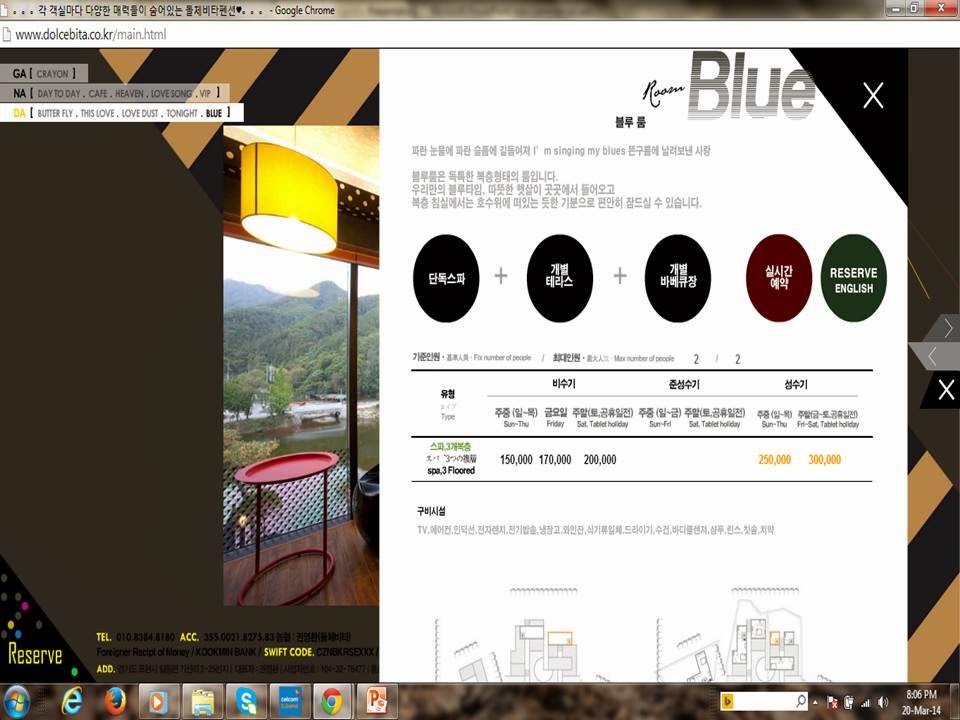 。。。각 객실마다 다양한 매력들이 숨어있는 돌체비타펜션♥。。。 - Google Chrome
www.dolcebita.co.kr/main.html
GA [ CRAYON ]
NA [ DAY TO DAY . CAFE . HEAVEN . LOVE SONG . VIP ]
DA [ BUTTER FLY . THIS LOVE . LOVE DUST . TONIGHT . BLUE ]
Room Blue
블루 룸
파란 눈물에 파란 슬픔에 길들여져 I'm singing my blues 뜬구름에 날려보낸 사랑
블루룸은 독특한 복층형태의 룸입니다.
우리만의 블루타임, 따뜻한 햇살이 곳곳에서 들어오고
복층 침실에서는 호수위에 떠있는 듯한 기분으로 편안히 잠드실 수 있습니다.
단독스파 + 개별 테라스 + 개별 바베큐장 실시간 예약 RESERVE ENGLISH
기준인원 · 基準人員 · Fix number of people / 최대인원 · 最大人 · Max number of people 2 / 2
유형 タイプ Type
비수기 준성수기 성수기
주중 (일~목) 금요일 주말(토,공휴일전) 주중 (일~금) 주말(토,공휴일전) 주중 (일~목) 주말(금~토,공휴일전)
Sun-Thu Friday Sat, Tablet holiday Sun-Fri Sat, Tablet holiday Sun-Thu Fri-Sat, Tablet holiday
스파,3개복층
スパ 3つの複層
spa,3 Floored
150,000 170,000 200,000 250,000 300,000
구비시설
TV,에어컨,인덕션,전자렌지,전기밥솥,냉장고,와인잔,식기류일체,드라이기,수건,바디클렌져,샴푸,린스,칫솔,치약
Reserve
TEL. 010.8384.8180 ACC. 355.0021.8275.83 농협 : 권영환(돌체비타)
Foreigner Recipt of Money / KOOKMIN BANK / SWIFT CODE. CZNBKRSEXXX /
ADD. 경기도 포천시 일동면
8:06 PM
20-Mar-14